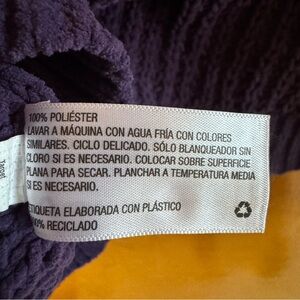 100% POLIÉSTER
LAVAR A MÁQUINA CON AGUA FRÍA CON COLORES
SIMILARES. CICLO DELICADO. SÓLO BLANQUEADOR SIN
CLORO SI ES NECESARIO. COLOCAR SOBRE SUPERFICIE
PLANA PARA SECAR. PLANCHAR A TEMPERATURA MEDIA
SI ES NECESARIO.
ETIQUETA ELABORADA CON PLÁSTICO
100% RECICLADO